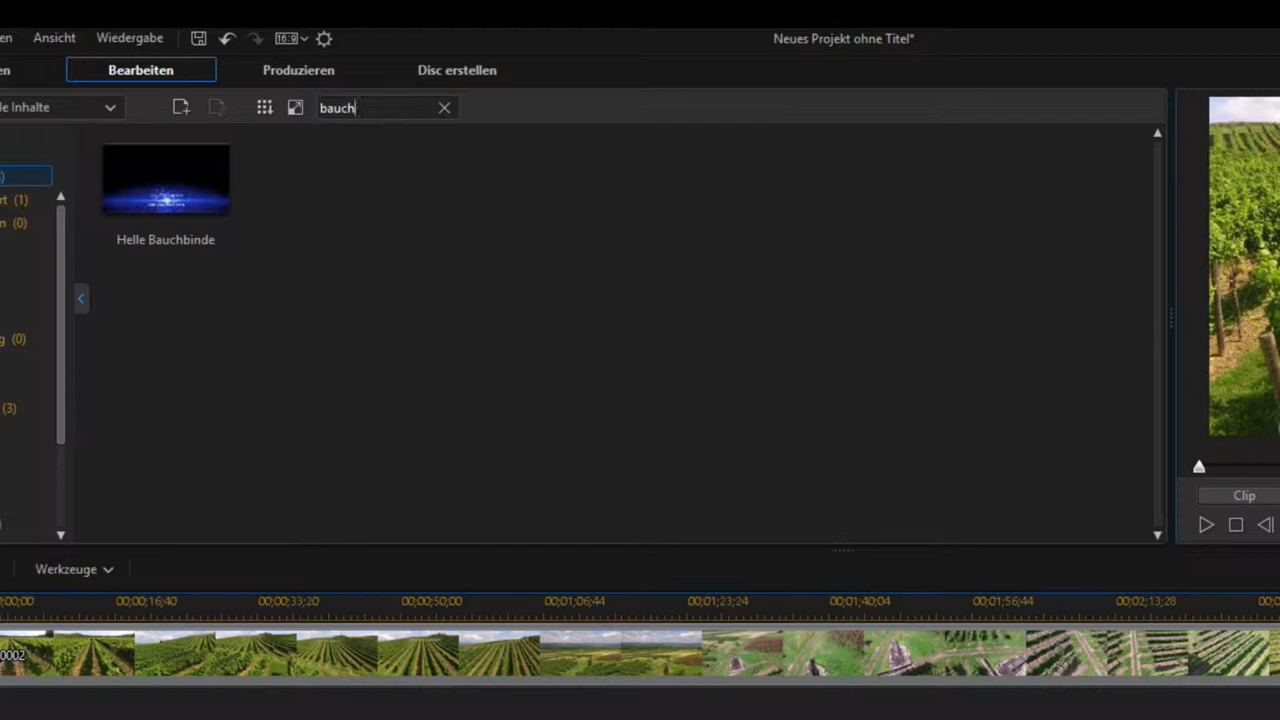 en Ansicht Wiedergabe 16:9 Neues Projekt ohne Titel*
en Bearbeiten Produzieren Disc erstellen
le Inhalte bauch
)
rt (1)
n (0)
Helle Bauchbinde
g (0)
(3)
Clip
)
Werkzeuge
00;00;00 00;00;16;40 00;00;33;20 00;00;50;00 00;01;06;44 00;01;23;24 00;01;40;04 00;01;56;44 00;02;13;28 00;0
0002